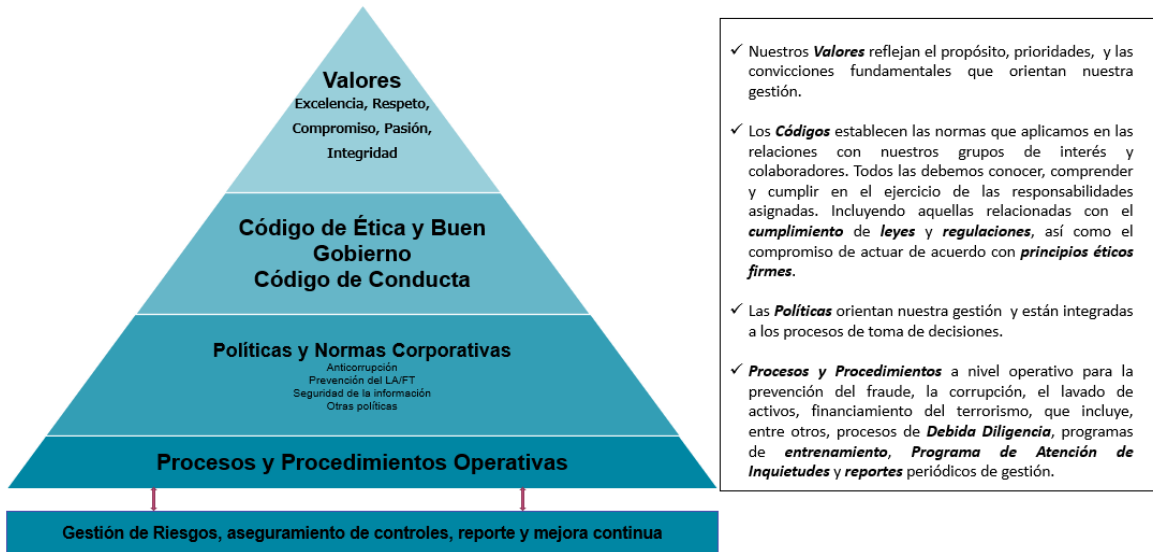 Valores
Excelencia, Respeto,
Compromiso, Pasión,
Integridad
Código de Ética y Buen
Gobierno
Código de Conducta
Políticas y Normas Corporativas
Anticorrupción
Prevención del LA/FT
Seguridad de la información
Otras políticas
Procesos y Procedimientos Operativas
Gestión de Riesgos, aseguramiento de controles, reporte y mejora continua
✓ Nuestros Valores reflejan el propósito, prioridades, y las
convicciones fundamentales que orientan nuestra
gestión.
✓ Los Códigos establecen las normas que aplicamos en las
relaciones con nuestros grupos de interés y
colaboradores. Todos las debemos conocer, comprender
y cumplir en el ejercicio de las responsabilidades
asignadas. Incluyendo aquellas relacionadas con el
cumplimiento de leyes y regulaciones, así como el
compromiso de actuar de acuerdo con principios éticos
firmes.
✓ Las Políticas orientan nuestra gestión y están integradas
a los procesos de toma de decisiones.
✓ Procesos y Procedimientos a nivel operativo para la
prevención del fraude, la corrupción, el lavado de
activos, financiamiento del terrorismo, que incluye,
entre otros, procesos de Debida Diligencia, programas
de entrenamiento, Programa de Atención de
Inquietudes y reportes periódicos de gestión.